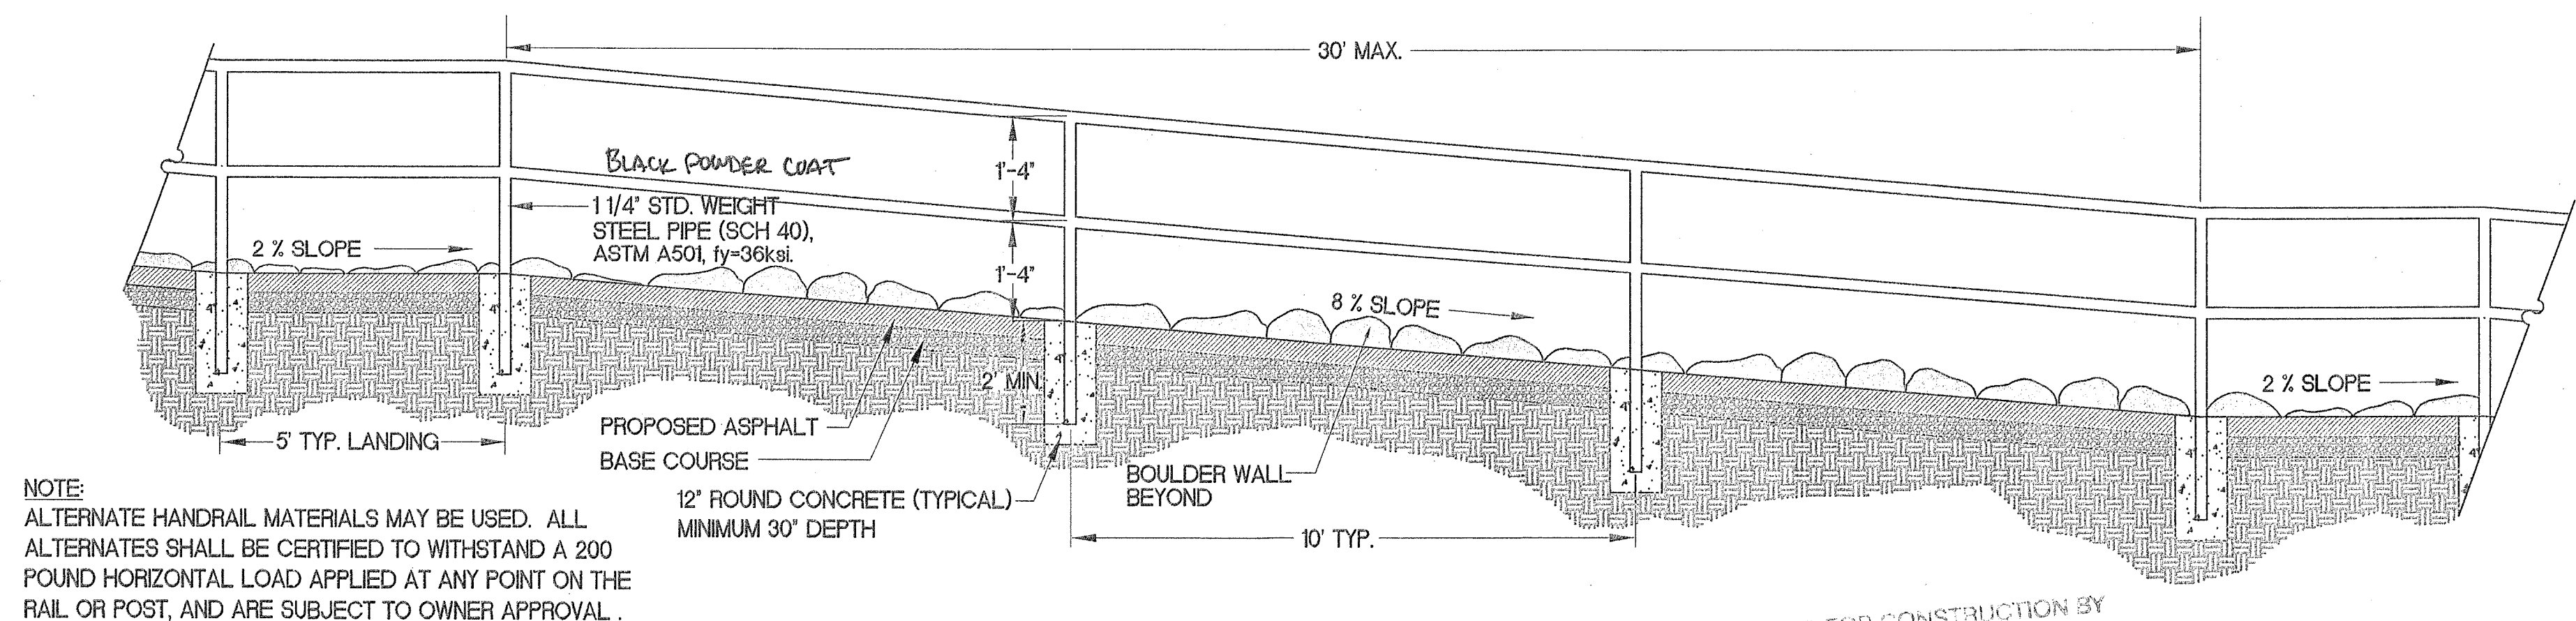 30' MAX.
BLACK POWDER COAT
1'-4"
1 1/4" STD. WEIGHT
STEEL PIPE (SCH 40),
ASTM A501, fy=36ksi.
2 % SLOPE
1'-4"
8 % SLOPE
2' MIN.
2 % SLOPE
5' TYP. LANDING
PROPOSED ASPHALT
BASE COURSE
12" ROUND CONCRETE (TYPICAL)
MINIMUM 30" DEPTH
BOULDER WALL
BEYOND
10' TYP.
NOTE:
ALTERNATE HANDRAIL MATERIALS MAY BE USED. ALL
ALTERNATES SHALL BE CERTIFIED TO WITHSTAND A 200
POUND HORIZONTAL LOAD APPLIED AT ANY POINT ON THE
RAIL OR POST, AND ARE SUBJECT TO OWNER APPROVAL .
FOR CONSTRUCTION BY